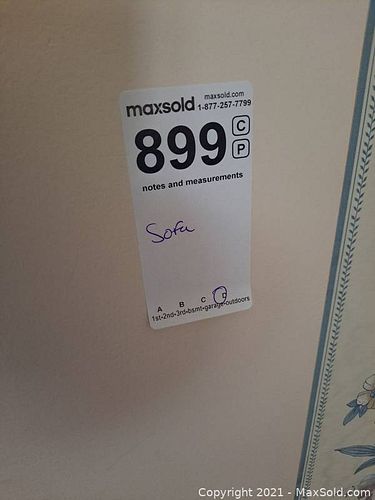 maxsold maxsold.com
1-877-257-7799
899 C
P
notes and measurements
Sofa
A B C D
1st-2nd-3rd-bsmt-garage-outdoors
Copyright © 2021 - MaxSold.com